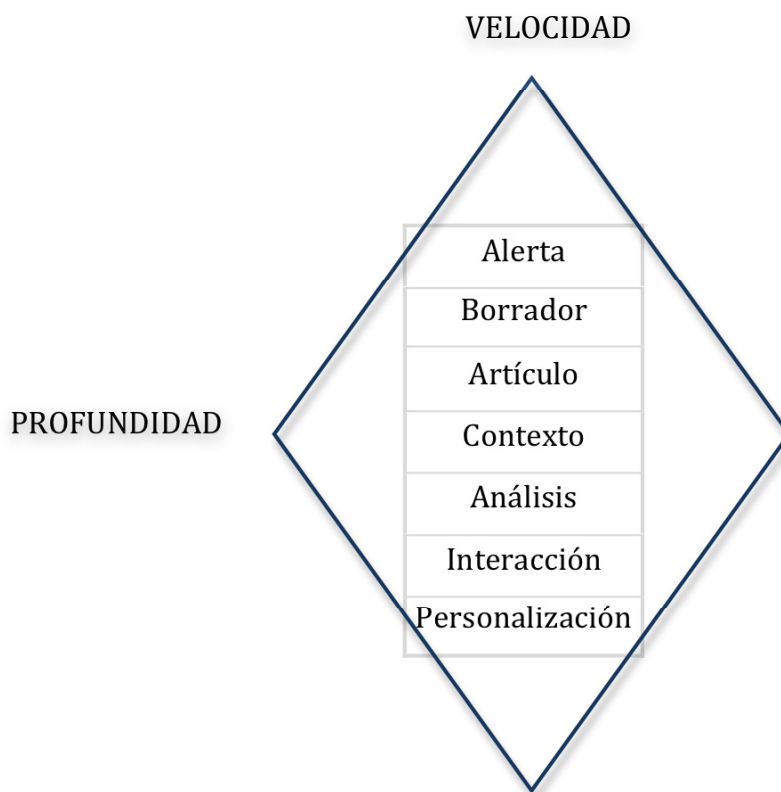 VELOCIDAD
Alerta
Borrador
Artículo
PROFUNDIDAD
Contexto
Análisis
Interacción
Personalización